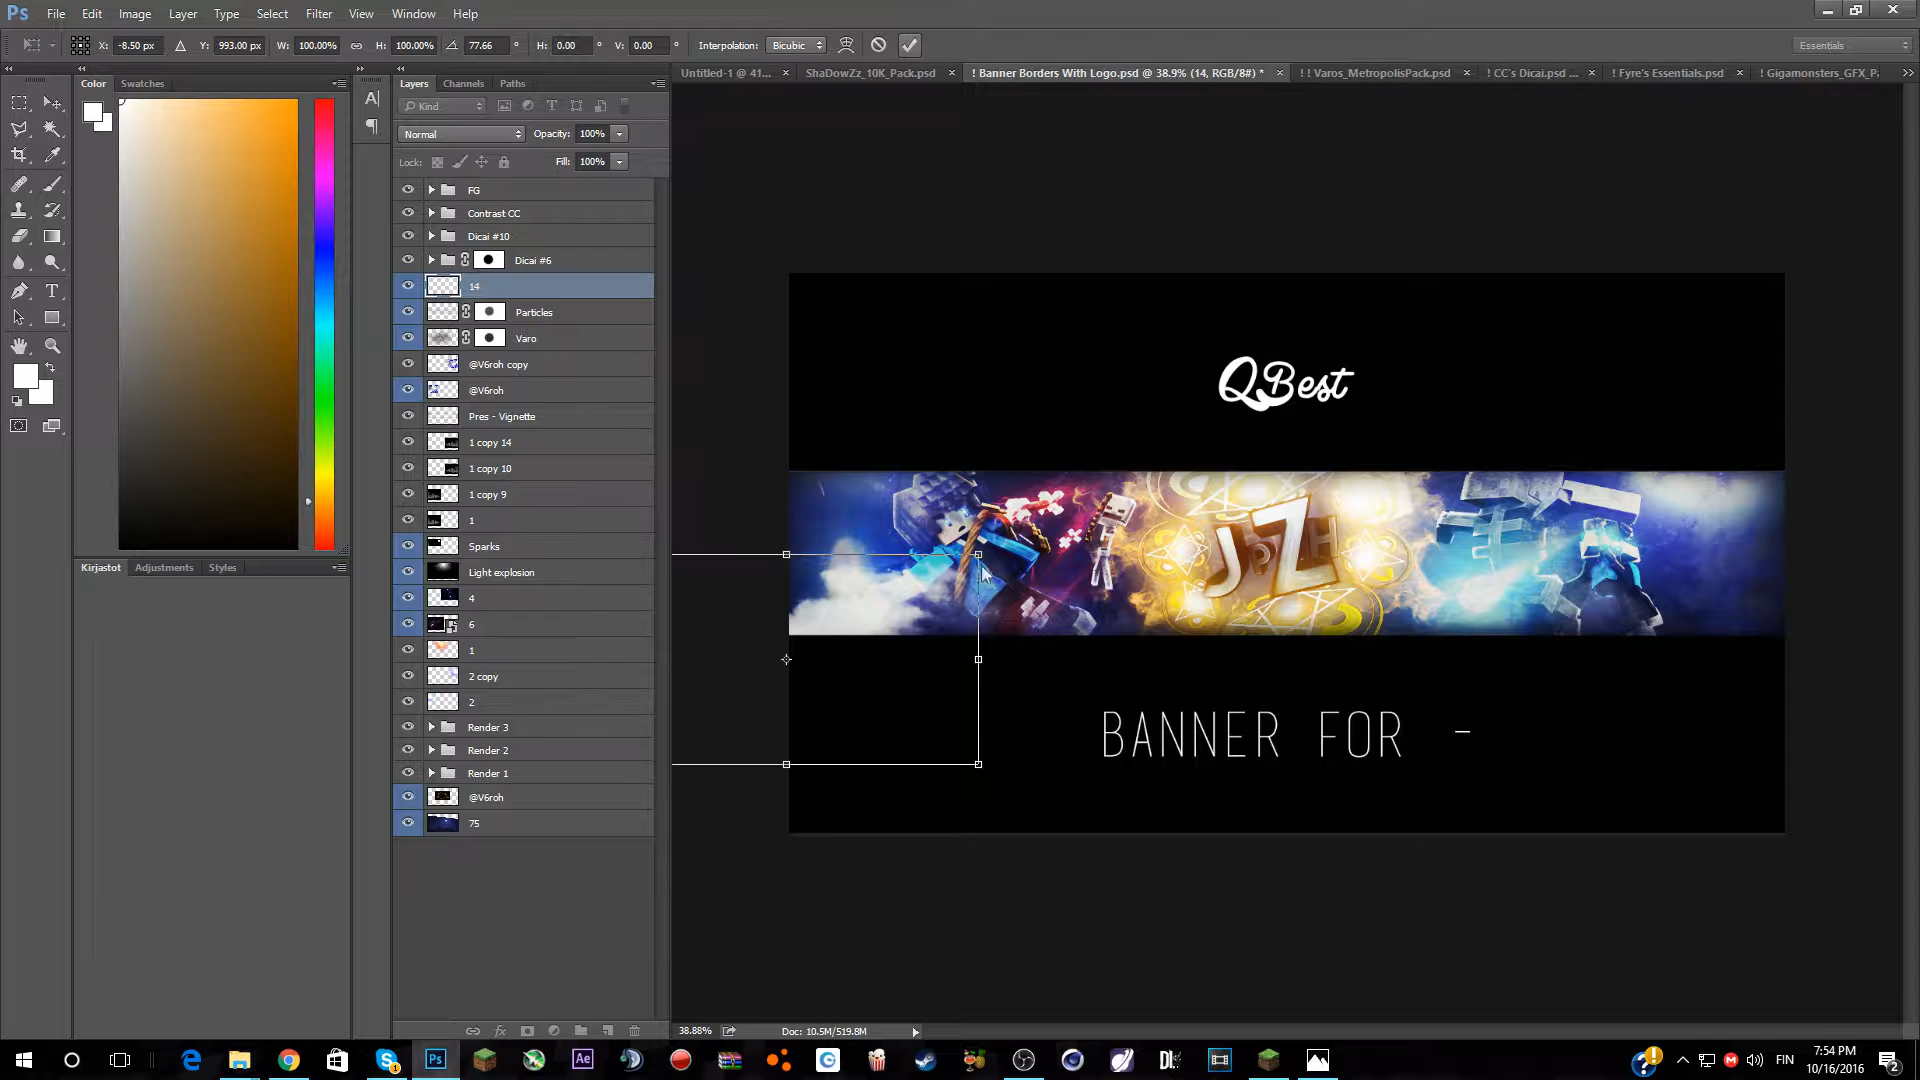 Ps File Edit Image Layer Type Select Filter View Window Help
X: -8.50 px Y: 993.00 px W: 100.00% H: 100.00% 77.66 ° H: 0.00 ° V: 0.00 ° Interpolation: Bicubic Essentials
Color Swatches
Layers Channels Paths
Untitled-1 @ 41... × ShaDowZz_10K_Pack.psd × ! Banner Borders With Logo.psd @ 38.9% (14, RGB/8#) * × ! ! Varos_MetropolisPack.psd × ! CC's Dicai.psd ... × ! Fyre's Essentials.psd × ! Gigamonsters_GFX_Pa
Kind
Normal Opacity: 100%
Lock: Fill: 100%
FG
Contrast CC
Dicai #10
Dicai #6
14
Particles
Varo
@V6roh copy
@V6roh
Pres - Vignette
1 copy 14
1 copy 10
1 copy 9
1
Sparks
Light explosion
4
6
1
2 copy
2
Render 3
Render 2
Render 1
@V6roh
75
Kirjastot Adjustments Styles
QBest
JpZH
BANNER FOR -
38.88% Doc: 10.5M/519.8M
FIN 7:54 PM
10/16/2016